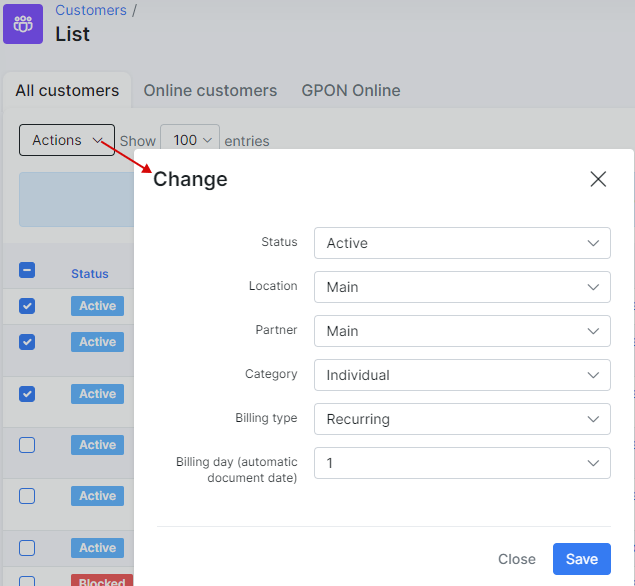 Customers /
List
All customers
Online customers
GPON Online
Actions
Show 100 entries
Change
Status
Active
Location
Main
Partner
Main
Category
Individual
Billing type
Recurring
Billing day (automatic
document date)
1
Close
Save
Status
Active
Active
Active
Active
Active
Active
Blocked